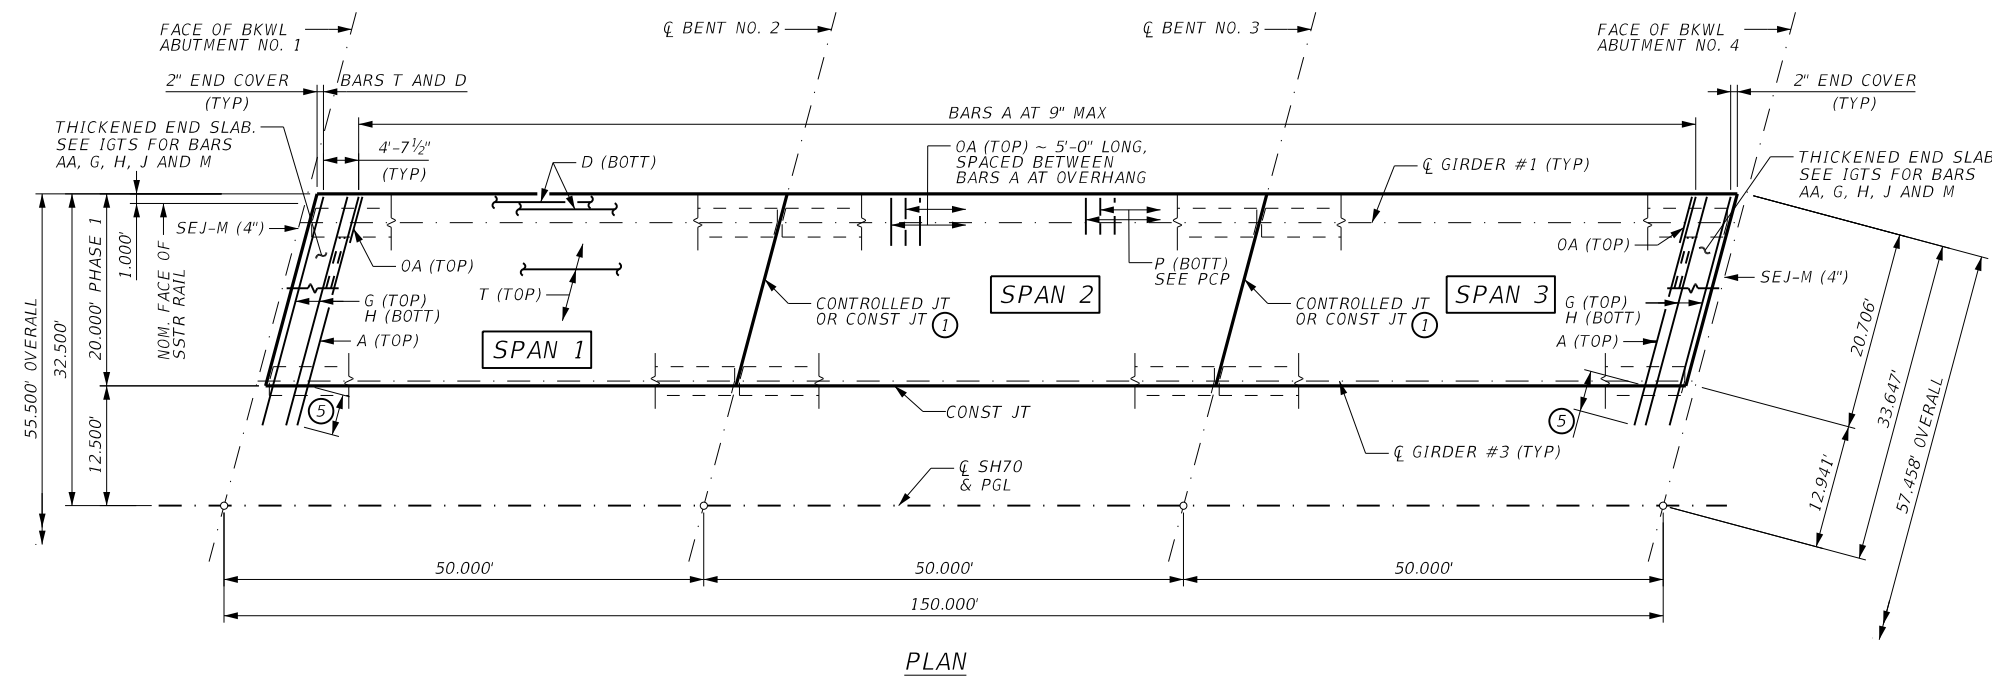 FACE OF BKWL
ABUTMENT NO. 1
℄ BENT NO. 2
℄ BENT NO. 3
FACE OF BKWL
ABUTMENT NO. 4
2" END COVER
(TYP)
BARS T AND D
2" END COVER
(TYP)
BARS A AT 9" MAX
THICKENED END SLAB.
SEE IGTS FOR BARS
AA, G, H, J AND M
4'-7½"
(TYP)
D (BOTT)
OA (TOP) ~ 5'-0" LONG,
SPACED BETWEEN
BARS A AT OVERHANG
℄ GIRDER #1 (TYP)
THICKENED END SLAB
SEE IGTS FOR BARS
AA, G, H, J AND M
SEJ-M (4")
OA (TOP)
T (TOP)
P (BOTT)
SEE PCP
OA (TOP)
SEJ-M (4")
G (TOP)
H (BOTT)
A (TOP)
SPAN 1
CONTROLLED JT
OR CONST JT 1
SPAN 2
CONTROLLED JT
OR CONST JT 1
SPAN 3
G (TOP)
H (BOTT)
A (TOP)
55.500' OVERALL
32.500'
20.000' PHASE 1
12.500'
1.000'
NOM. FACE OF
SSTR RAIL
5
CONST JT
5
℄ GIRDER #3 (TYP)
℄ SH70
& PGL
20.706'
12.941'
33.647'
57.458' OVERALL
50.000'
50.000'
50.000'
150.000'
PLAN